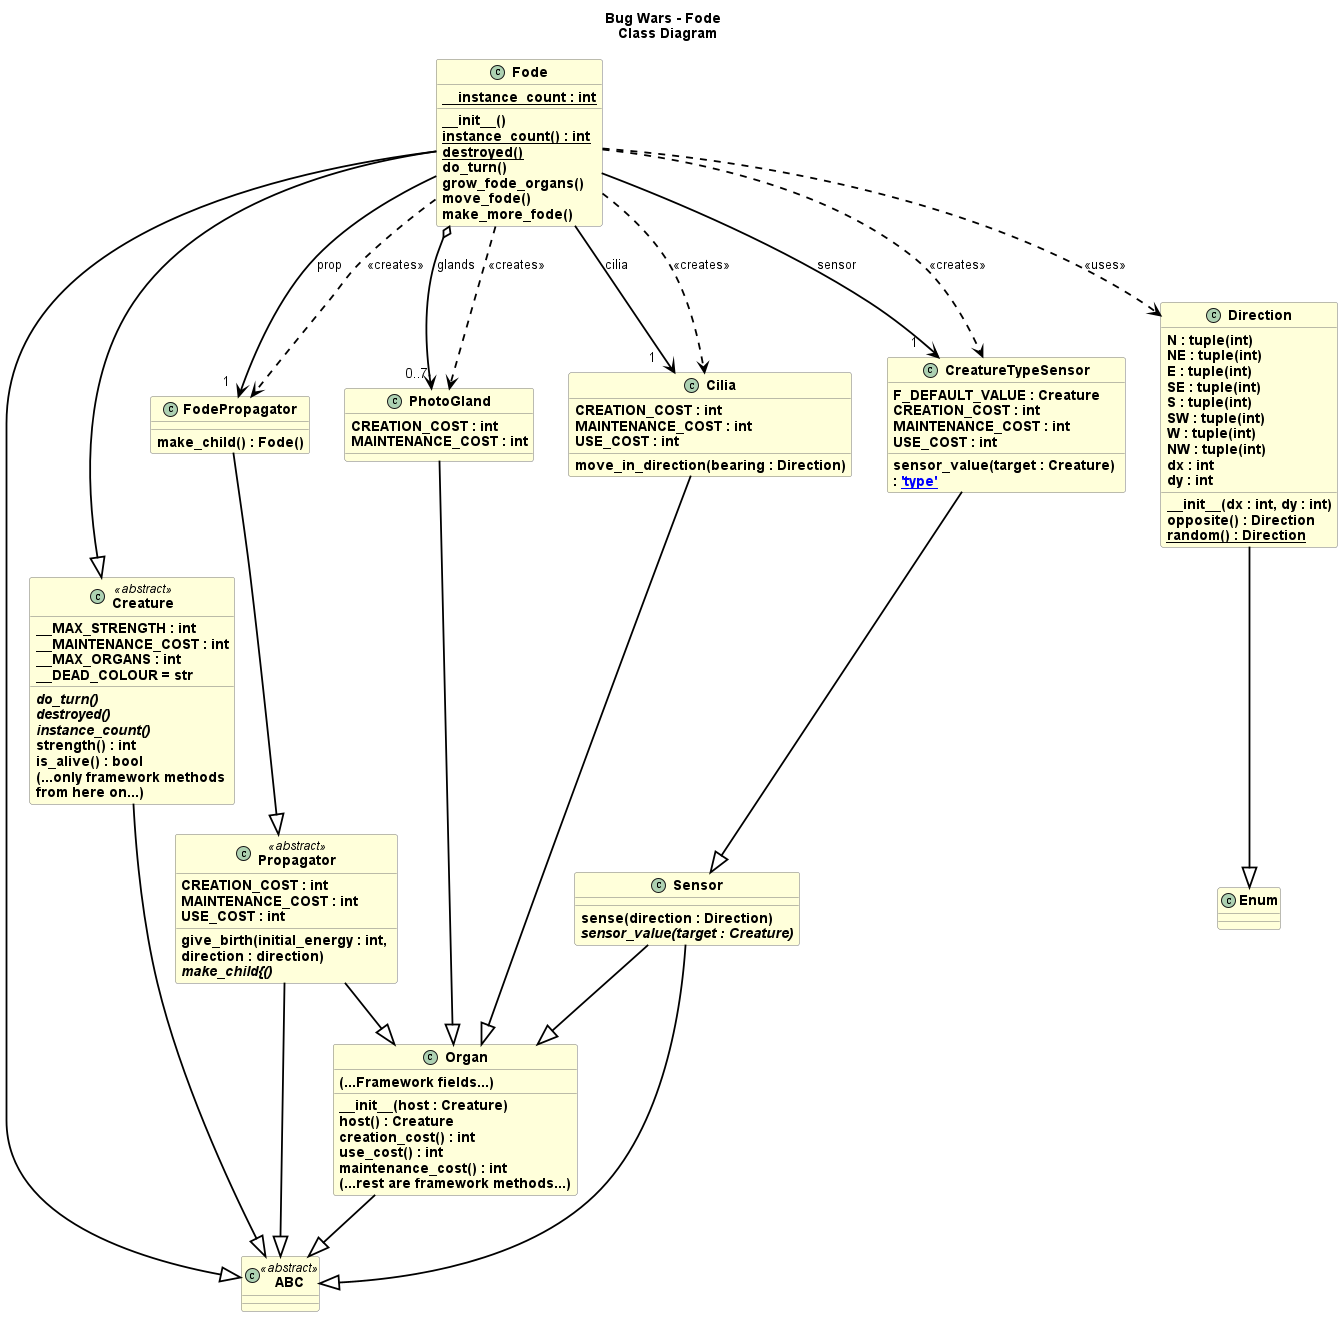 Bug Wars - Fode
Class Diagram
C Fode
__instance_count : int
__init__()
instance_count() : int
destroyed()
do_turn()
grow_fode_organs()
move_fode()
make_more_fode()
prop
«creates»
glands
«creates»
cilia
«creates»
sensor
«creates»
«uses»
1
0..7
1
1
C Direction
N : tuple(int)
NE : tuple(int)
E : tuple(int)
SE : tuple(int)
S : tuple(int)
SW : tuple(int)
W : tuple(int)
NW : tuple(int)
dx : int
dy : int
__init__(dx : int, dy : int)
opposite() : Direction
random() : Direction
C FodePropagator
make_child() : Fode()
C PhotoGland
CREATION_COST : int
MAINTENANCE_COST : int
C Cilia
CREATION_COST : int
MAINTENANCE_COST : int
USE_COST : int
move_in_direction(bearing : Direction)
C CreatureTypeSensor
F_DEFAULT_VALUE : Creature
CREATION_COST : int
MAINTENANCE_COST : int
USE_COST : int
sensor_value(target : Creature)
: 'type'
«abstract»
C Creature
__MAX_STRENGTH : int
__MAINTENANCE_COST : int
__MAX_ORGANS : int
__DEAD_COLOUR = str
do_turn()
destroyed()
instance_count()
strength() : int
is_alive() : bool
(...only framework methods
from here on...)
«abstract»
C Propagator
CREATION_COST : int
MAINTENANCE_COST : int
USE_COST : int
give_birth(initial_energy : int,
direction : direction)
make_child{()
C Sensor
sense(direction : Direction)
sensor_value(target : Creature)
C Enum
C Organ
(...Framework fields...)
__init__(host : Creature)
host() : Creature
creation_cost() : int
use_cost() : int
maintenance_cost() : int
(...rest are framework methods...)
«abstract»
C ABC